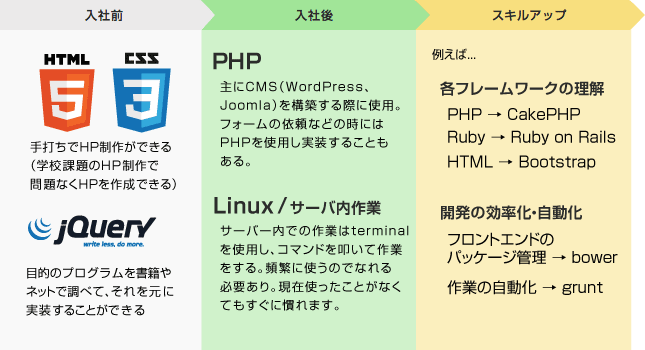 入社前
入社後
スキルアップ
HTML
5
CSS
3
手打ちでHP制作ができる
（学校課題のHP制作で
問題なくHPを作成できる）
jQuery
write less, do more.
目的のプログラムを書籍や
ネットで調べて、それを元に
実装することができる
PHP
主にCMS（WordPress、
Joomla）を構築する際に使用。
フォームの依頼などの時には
PHPを使用し実装することも
ある。
Linux／サーバ内作業
サーバー内での作業はterminal
を使用し、コマンドを叩いて作業
をする。頻繁に使うのでなれる
必要あり。現在使ったことがなく
てもすぐに慣れます。
例えば...
各フレームワークの理解
PHP → CakePHP
Ruby → Ruby on Rails
HTML → Bootstrap
開発の効率化・自動化
フロントエンドの
パッケージ管理 → bower
作業の自動化 → grunt